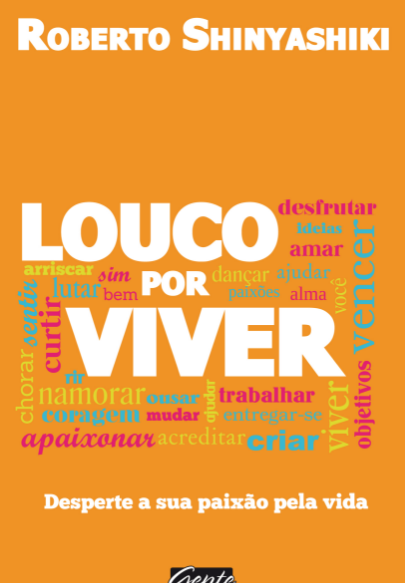 ROBERTO SHINYASHIKI
desfrutar
LOUCO
Ideias
amar
vencer
arriscar
sim
POR
dançar
ajudar
sentir
lutar
bem
paixões
alma
você
curtir
VIVER
chorar
rir
namorar
ousar
ajudar
trabalhar
viver
objetivos
coragem
mudar
entregar-se
apaixonar
acreditar
criar
Desperte a sua paixão pela vida
Gente